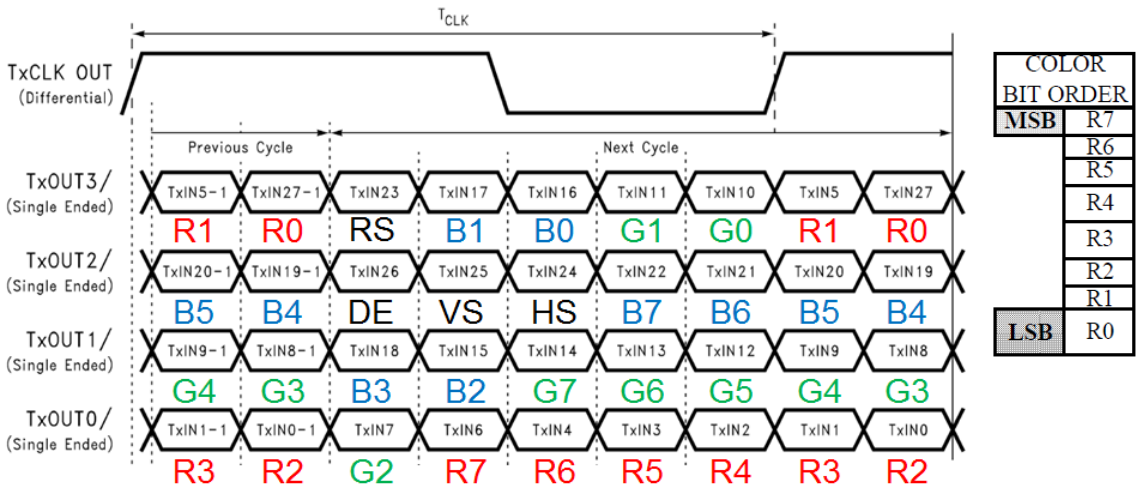 T_CLK
TxCLK OUT
(Differential)
Previous Cycle Next Cycle
TxOUT3/
(Single Ended)
TxIN5-1 TxIN27-1 TxIN23 TxIN17 TxIN16 TxIN11 TxIN10 TxIN5 TxIN27
R1 R0 RS B1 B0 G1 G0 R1 R0
TxOUT2/
(Single Ended)
TxIN20-1 TxIN19-1 TxIN26 TxIN25 TxIN24 TxIN22 TxIN21 TxIN20 TxIN19
B5 B4 DE VS HS B7 B6 B5 B4
TxOUT1/
(Single Ended)
TxIN9-1 TxIN8-1 TxIN18 TxIN15 TxIN14 TxIN13 TxIN12 TxIN9 TxIN8
G4 G3 B3 B2 G7 G6 G5 G4 G3
TxOUT0/
(Single Ended)
TxIN1-1 TxIN0-1 TxIN7 TxIN6 TxIN4 TxIN3 TxIN2 TxIN1 TxIN0
R3 R2 G2 R7 R6 R5 R4 R3 R2
COLOR
BIT ORDER
MSB R7
R6
R5
R4
R3
R2
R1
LSB R0